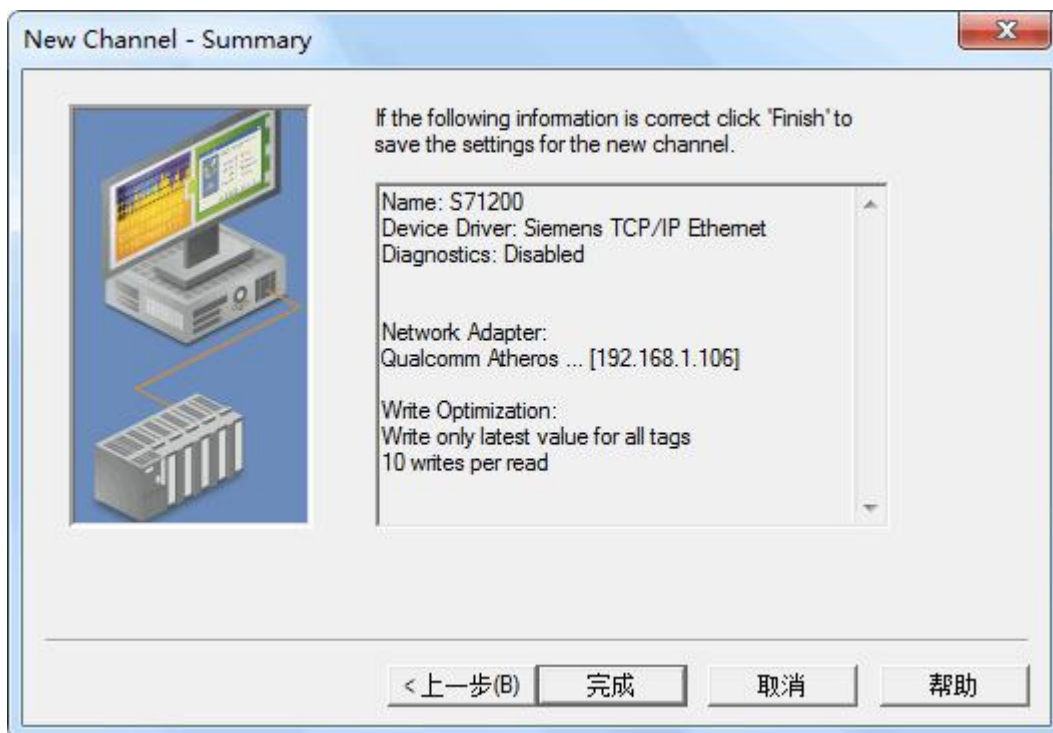 New Channel - Summary
If the following information is correct click 'Finish' to
save the settings for the new channel.
Name: S71200
Device Driver: Siemens TCP/IP Ethernet
Diagnostics: Disabled
Network Adapter:
Qualcomm Atheros ... [192.168.1.106]
Write Optimization:
Write only latest value for all tags
10 writes per read
<上一步(B) 完成 取消 帮助